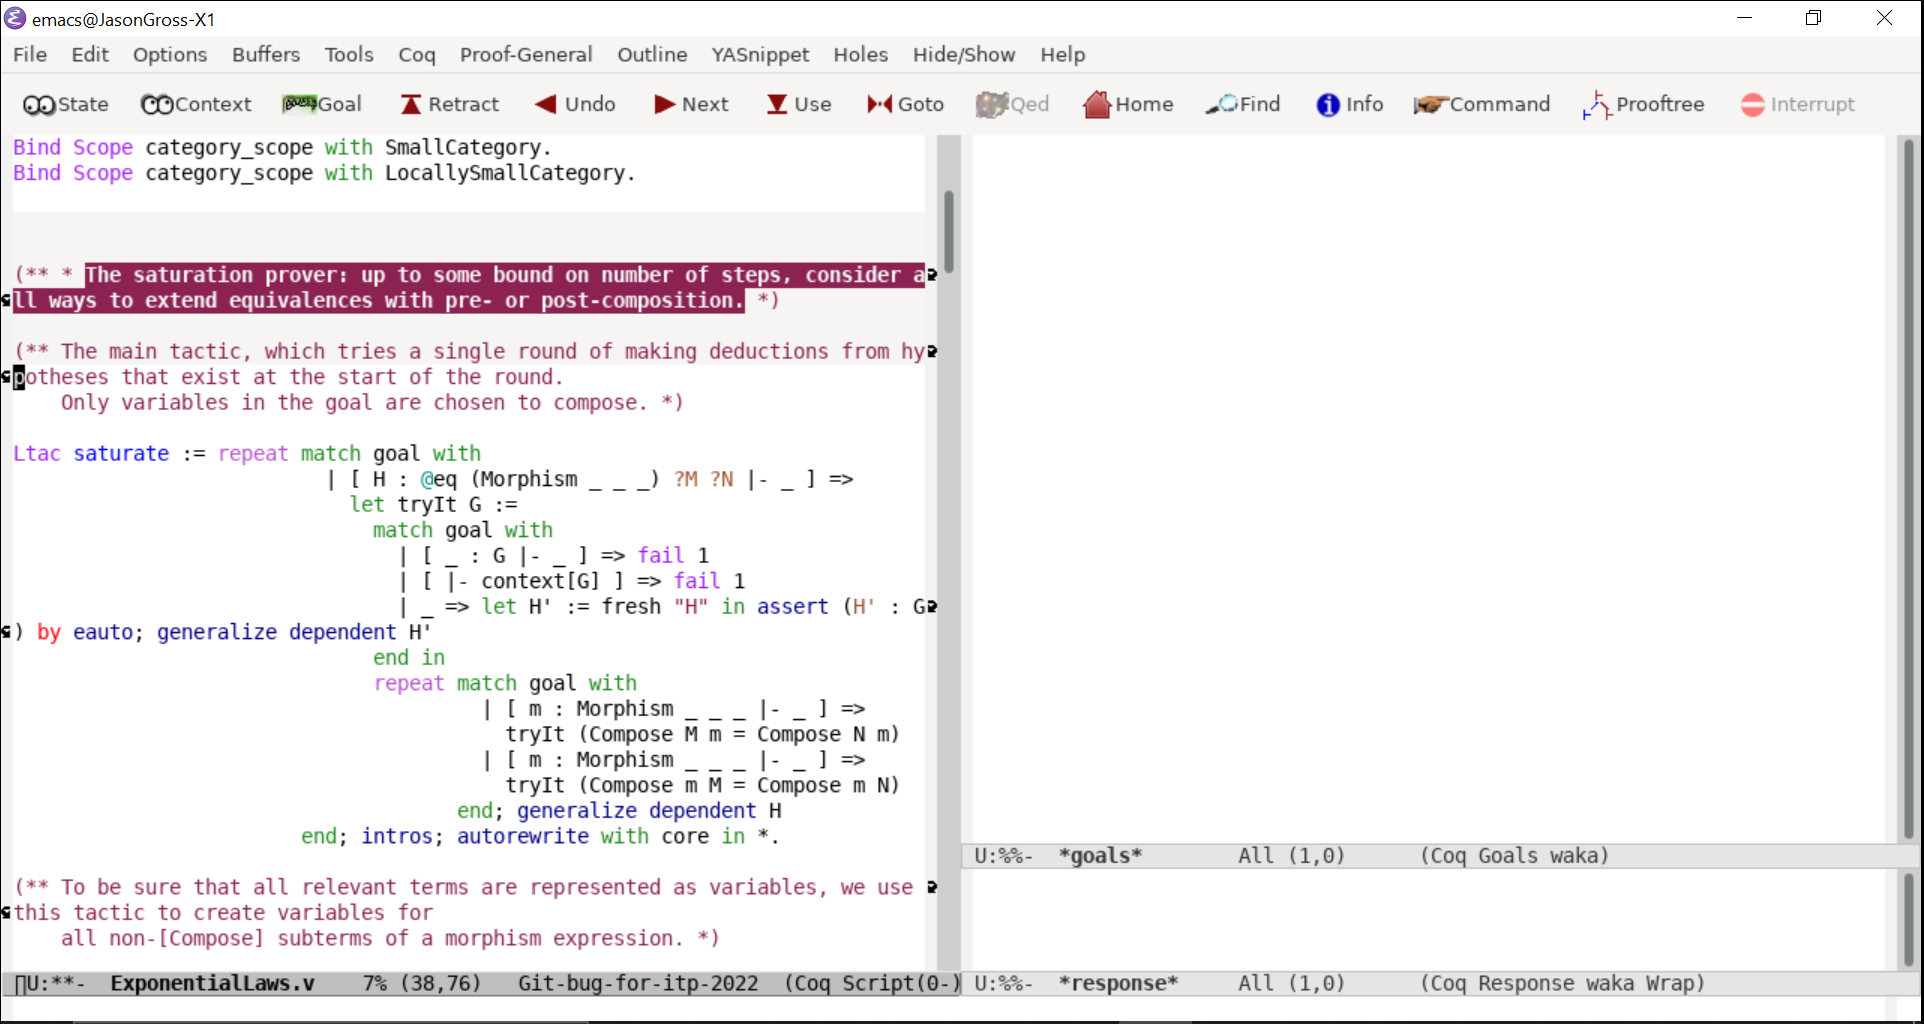 emacs@JasonGross-X1
File Edit Options Buffers Tools Coq Proof-General Outline YASnippet Holes Hide/Show Help
State Context Goal Retract Undo Next Use Goto Qed Home Find Info Command Prooftree Interrupt
Bind Scope category_scope with SmallCategory.
Bind Scope category_scope with LocallySmallCategory.
(** * The saturation prover: up to some bound on number of steps, consider a
ll ways to extend equivalences with pre- or post-composition. *)
(** The main tactic, which tries a single round of making deductions from hy
potheses that exist at the start of the round.
Only variables in the goal are chosen to compose. *)
Ltac saturate := repeat match goal with
| [ H : @eq (Morphism _ _ _) ?M ?N |- _ ] =>
let tryIt G :=
match goal with
| [ _ : G |- _ ] => fail 1
| [ |- context[G] ] => fail 1
| _ => let H' := fresh "H" in assert (H' : G
) by eauto; generalize dependent H'
end in
repeat match goal with
| [ m : Morphism _ _ _ |- _ ] =>
tryIt (Compose M m = Compose N m)
| [ m : Morphism _ _ _ |- _ ] =>
tryIt (Compose m M = Compose m N)
end; generalize dependent H
end; intros; autorewrite with core in *.
(** To be sure that all relevant terms are represented as variables, we use
this tactic to create variables for
all non-[Compose] subterms of a morphism expression. *)
U:**- ExponentialLaws.v 7% (38,76) Git-bug-for-itp-2022 (Coq Script(0-)
U:%%- *goals* All (1,0) (Coq Goals waka)
U:%%- *response* All (1,0) (Coq Response waka Wrap)